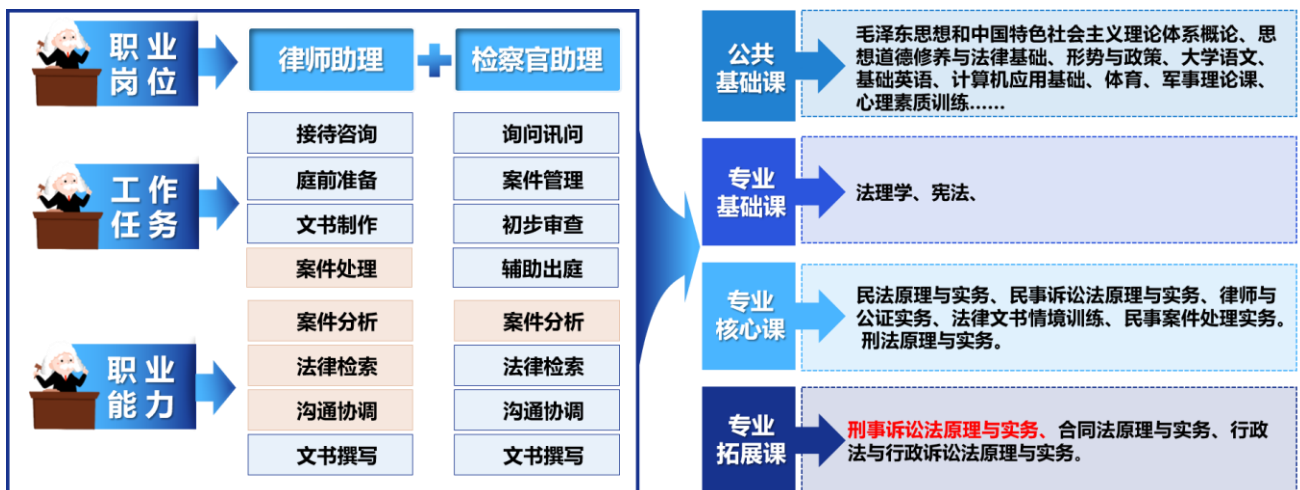 职业
岗位
律师助理
检察官助理
工作
任务
接待咨询
询问讯问
庭前准备
案件管理
文书制作
初步审查
案件处理
辅助出庭
职业
能力
案件分析
案件分析
法律检索
法律检索
沟通协调
沟通协调
文书撰写
文书撰写
公共
基础课
毛泽东思想和中国特色社会主义理论体系概论、思
想道德修养与法律基础、形势与政策、大学语文、
基础英语、计算机应用基础、体育、军事理论课、
心理素质训练……
专业
基础课
法理学、宪法、
专业
核心课
民法原理与实务、民事诉讼法原理与实务、律师与
公证实务、法律文书情境训练、民事案件处理实务。
刑法原理与实务。
专业
拓展课
刑事诉讼法原理与实务、合同法原理与实务、行政
法与行政诉讼法原理与实务。